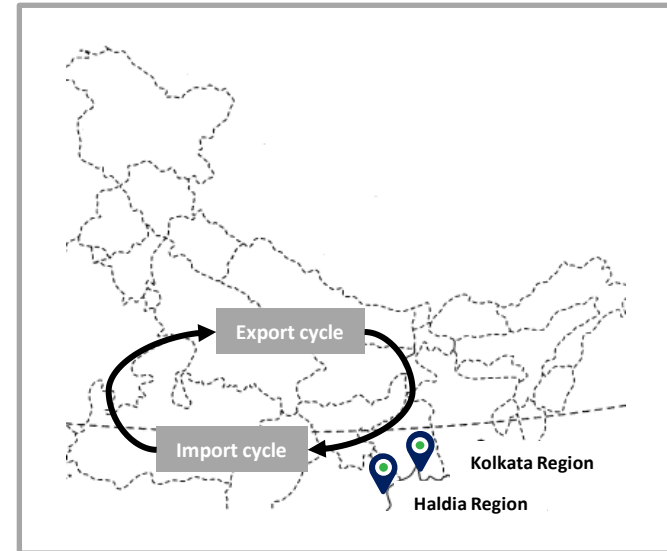 Export cycle
Import cycle
Kolkata Region
Haldia Region